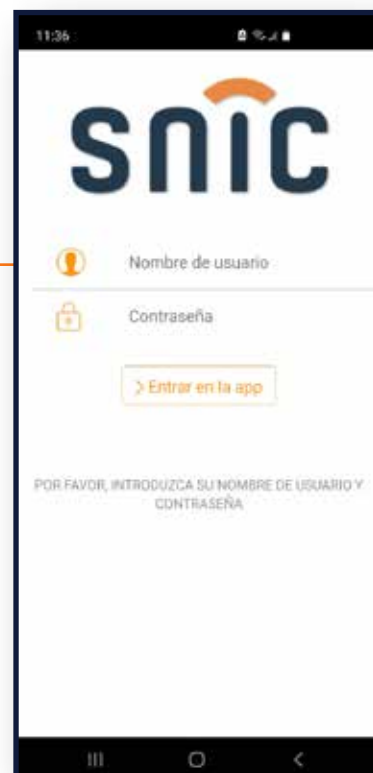 11:36
snic
Nombre de usuario
Contraseña
> Entrar en la app
POR FAVOR, INTRODUZCA SU NOMBRE DE USUARIO Y
CONTRASEÑA